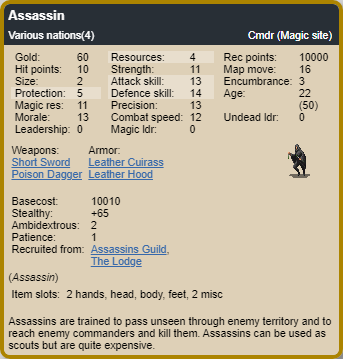 Assassin
Various nations(4) Cmdr (Magic site)
Gold: 60 Resources: 4 Rec points: 10000
Hit points: 10 Strength: 11 Map move: 16
Size: 2 Attack skill: 13 Encumbrance: 3
Protection: 5 Defence skill: 14 Age: 22
Magic res: 11 Precision: 13 (50)
Morale: 13 Combat speed: 12 Undead ldr: 0
Leadership: 0 Magic ldr: 0
Weapons: Armor:
Short Sword Leather Cuirass
Poison Dagger Leather Hood
Basecost: 10010
Stealthy: +65
Ambidextrous: 2
Patience: 1
Recruited from: Assassins Guild,
The Lodge
(Assassin)
Item slots: 2 hands, head, body, feet, 2 misc
Assassins are trained to pass unseen through enemy territory and to
reach enemy commanders and kill them. Assassins can be used as
scouts but are quite expensive.